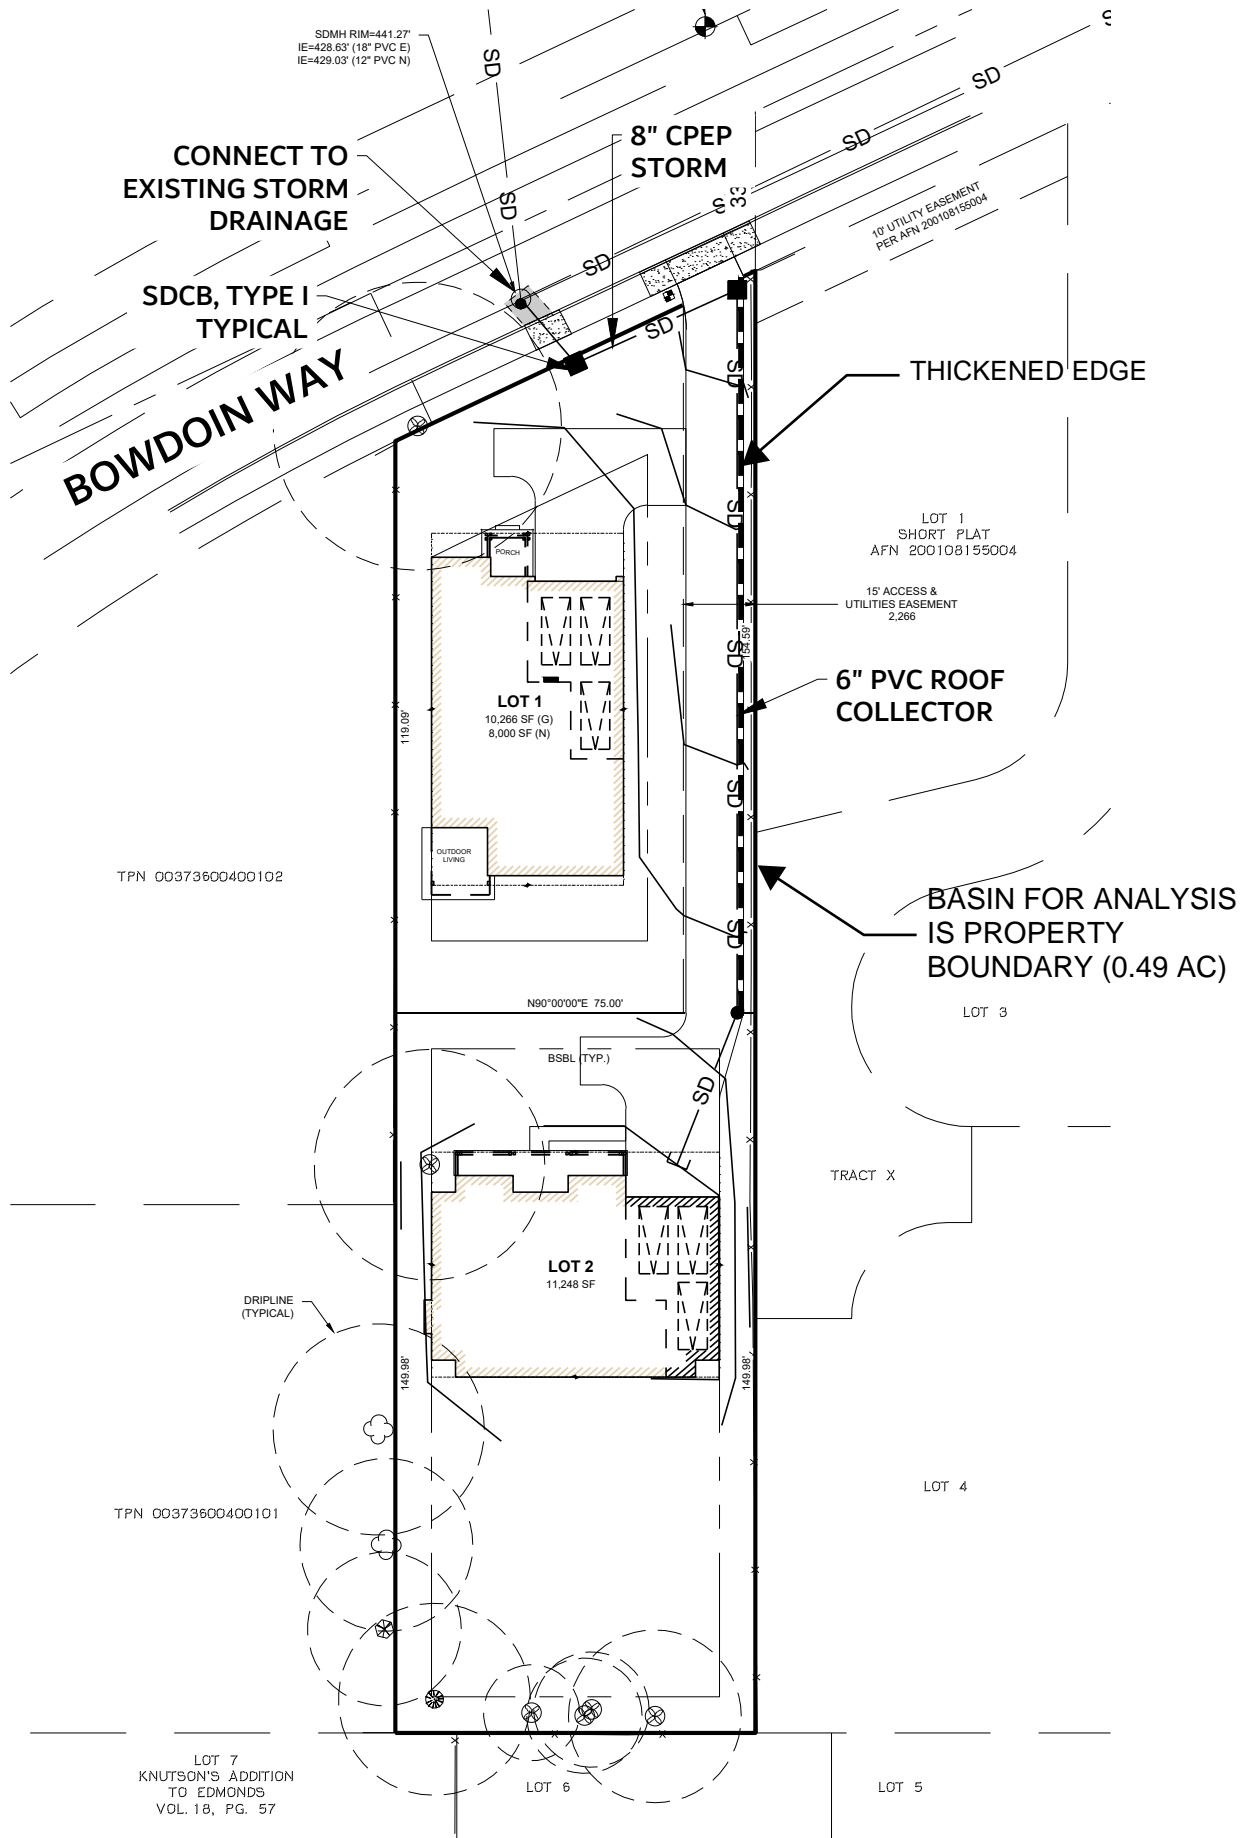 SDMH RIM=441.27'
IE=428.63' (18" PVC E)
IE=429.03' (12" PVC N)
SD
SD
SD
8" CPEP
STORM
CONNECT TO
EXISTING STORM
DRAINAGE
SD
33
10' UTILITY EASEMENT
PER AFN 200108155004
SD
SDCB, TYPE I
TYPICAL
SD
BOWDOIN WAY
SD
THICKENED EDGE
SD
LOT 1
SHORT PLAT
AFN 200108155004
PORCH
15' ACCESS &
UTILITIES EASEMENT
2,266
SD
154.59'
6" PVC ROOF
COLLECTOR
LOT 1
10,266 SF (G)
8,000 SF (N)
119.09'
SD
OUTDOOR
LIVING
TPN 00373600400102
BASIN FOR ANALYSIS
IS PROPERTY
BOUNDARY (0.49 AC)
SD
N90°00'00"E 75.00'
LOT 3
BSBL (TYP.)
SD
TRACT X
LOT 2
11,248 SF
DRIPLINE
(TYPICAL)
149.98'
149.98'
LOT 4
TPN 00373600400101
LOT 7
KNUTSON'S ADDITION
TO EDMONDS
VOL. 18, PG. 57
LOT 6
LOT 5